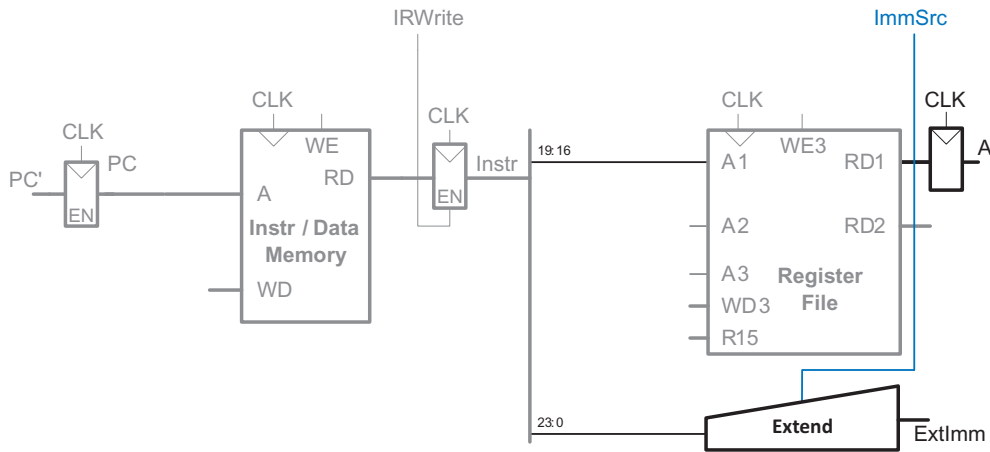 IRWrite
ImmSrc
CLK
CLK
CLK
CLK
CLK
PC'
PC
EN
WE
A
RD
Instr / Data
Memory
WD
EN
Instr
19:16
A1
WE3
RD1
A
A2
RD2
A3
Register
File
WD3
R15
23:0
Extend
ExtImm